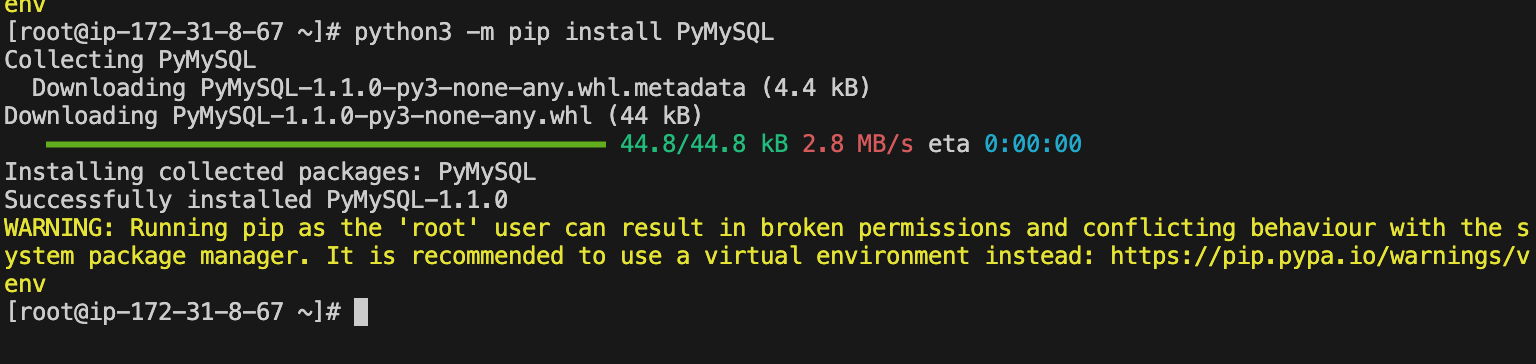 env
[root@ip-172-31-8-67 ~]# python3 -m pip install PyMySQL
Collecting PyMySQL
  Downloading PyMySQL-1.1.0-py3-none-any.whl.metadata (4.4 kB)
Downloading PyMySQL-1.1.0-py3-none-any.whl (44 kB)
44.8/44.8 kB 2.8 MB/s eta 0:00:00
Installing collected packages: PyMySQL
Successfully installed PyMySQL-1.1.0
WARNING: Running pip as the 'root' user can result in broken permissions and conflicting behaviour with the s
ystem package manager. It is recommended to use a virtual environment instead: https://pip.pypa.io/warnings/v
env
[root@ip-172-31-8-67 ~]#